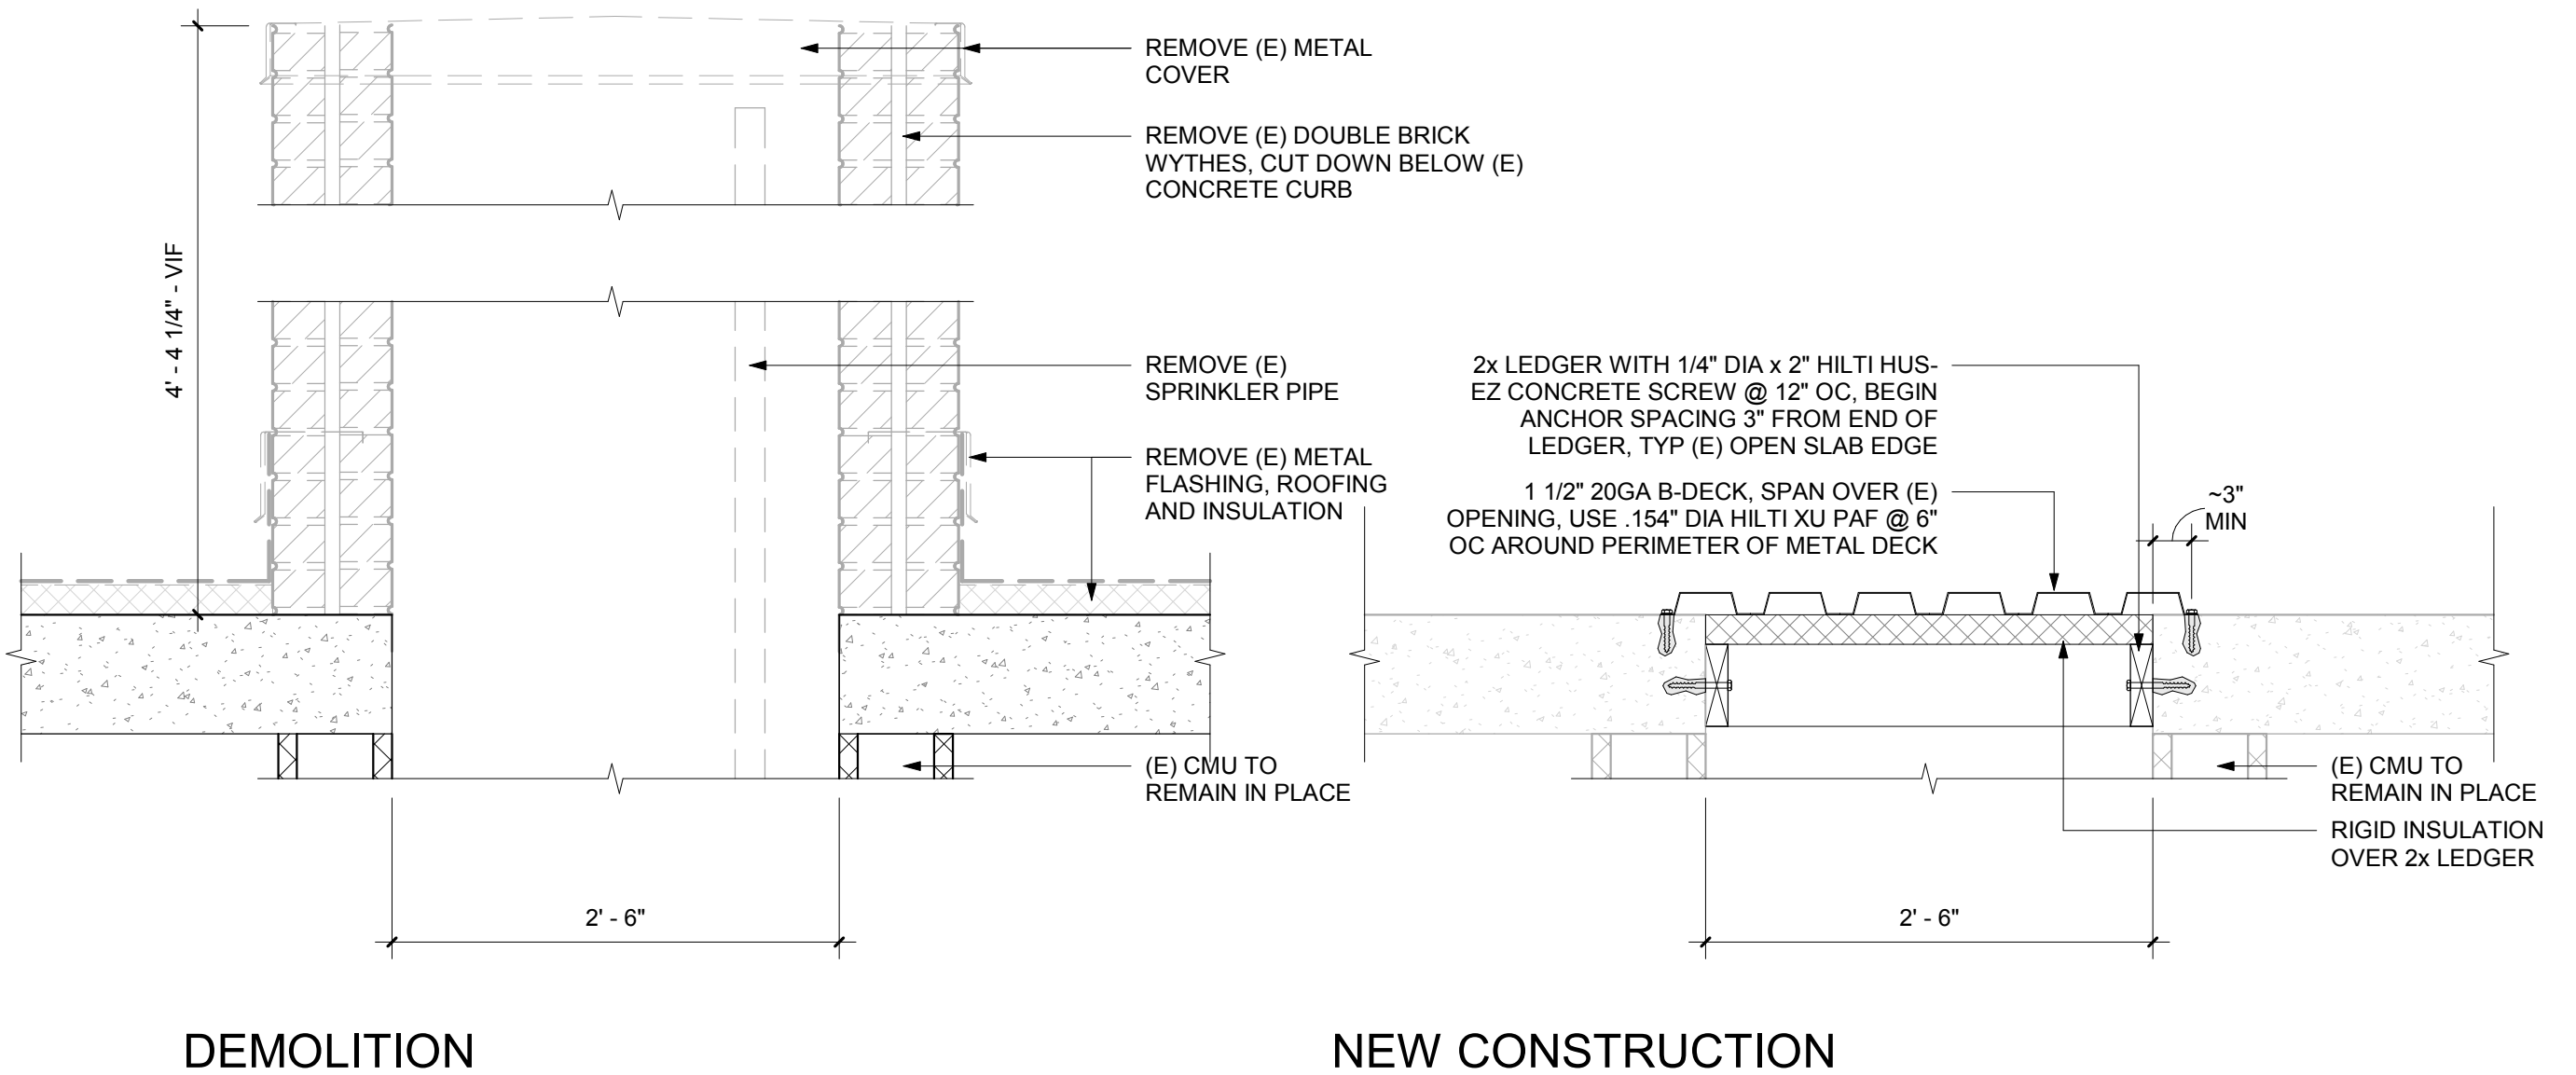 REMOVE (E) METAL
COVER
REMOVE (E) DOUBLE BRICK
WYTHES, CUT DOWN BELOW (E)
CONCRETE CURB
4' - 4 1/4" - VIF
REMOVE (E)
SPRINKLER PIPE
REMOVE (E) METAL
FLASHING, ROOFING
AND INSULATION
(E) CMU TO
REMAIN IN PLACE
2' - 6"
DEMOLITION
2x LEDGER WITH 1/4" DIA x 2" HILTI HUS-
EZ CONCRETE SCREW @ 12" OC, BEGIN
ANCHOR SPACING 3" FROM END OF
LEDGER, TYP (E) OPEN SLAB EDGE
1 1/2" 20GA B-DECK, SPAN OVER (E)
OPENING, USE .154" DIA HILTI XU PAF @ 6"
OC AROUND PERIMETER OF METAL DECK
~3"
MIN
(E) CMU TO
REMAIN IN PLACE
RIGID INSULATION
OVER 2x LEDGER
2' - 6"
NEW CONSTRUCTION